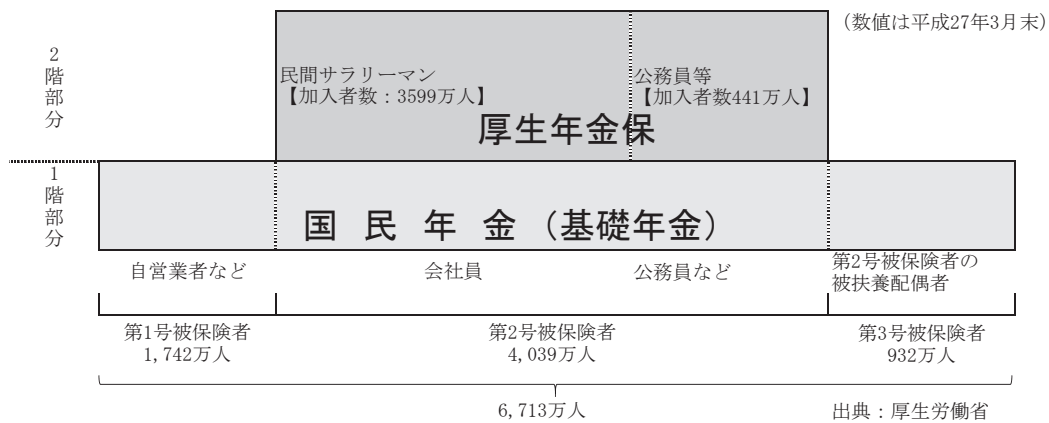 (数値は平成27年3月末)
2階部分
民間サラリーマン
【加入者数：3599万人】
公務員等
【加入者数441万人】
厚生年金保
1階部分
国民年金（基礎年金）
自営業者など
会社員
公務員など
第2号被保険者の
被扶養配偶者
第1号被保険者
1,742万人
第2号被保険者
4,039万人
第3号被保険者
932万人
6,713万人
出典：厚生労働省